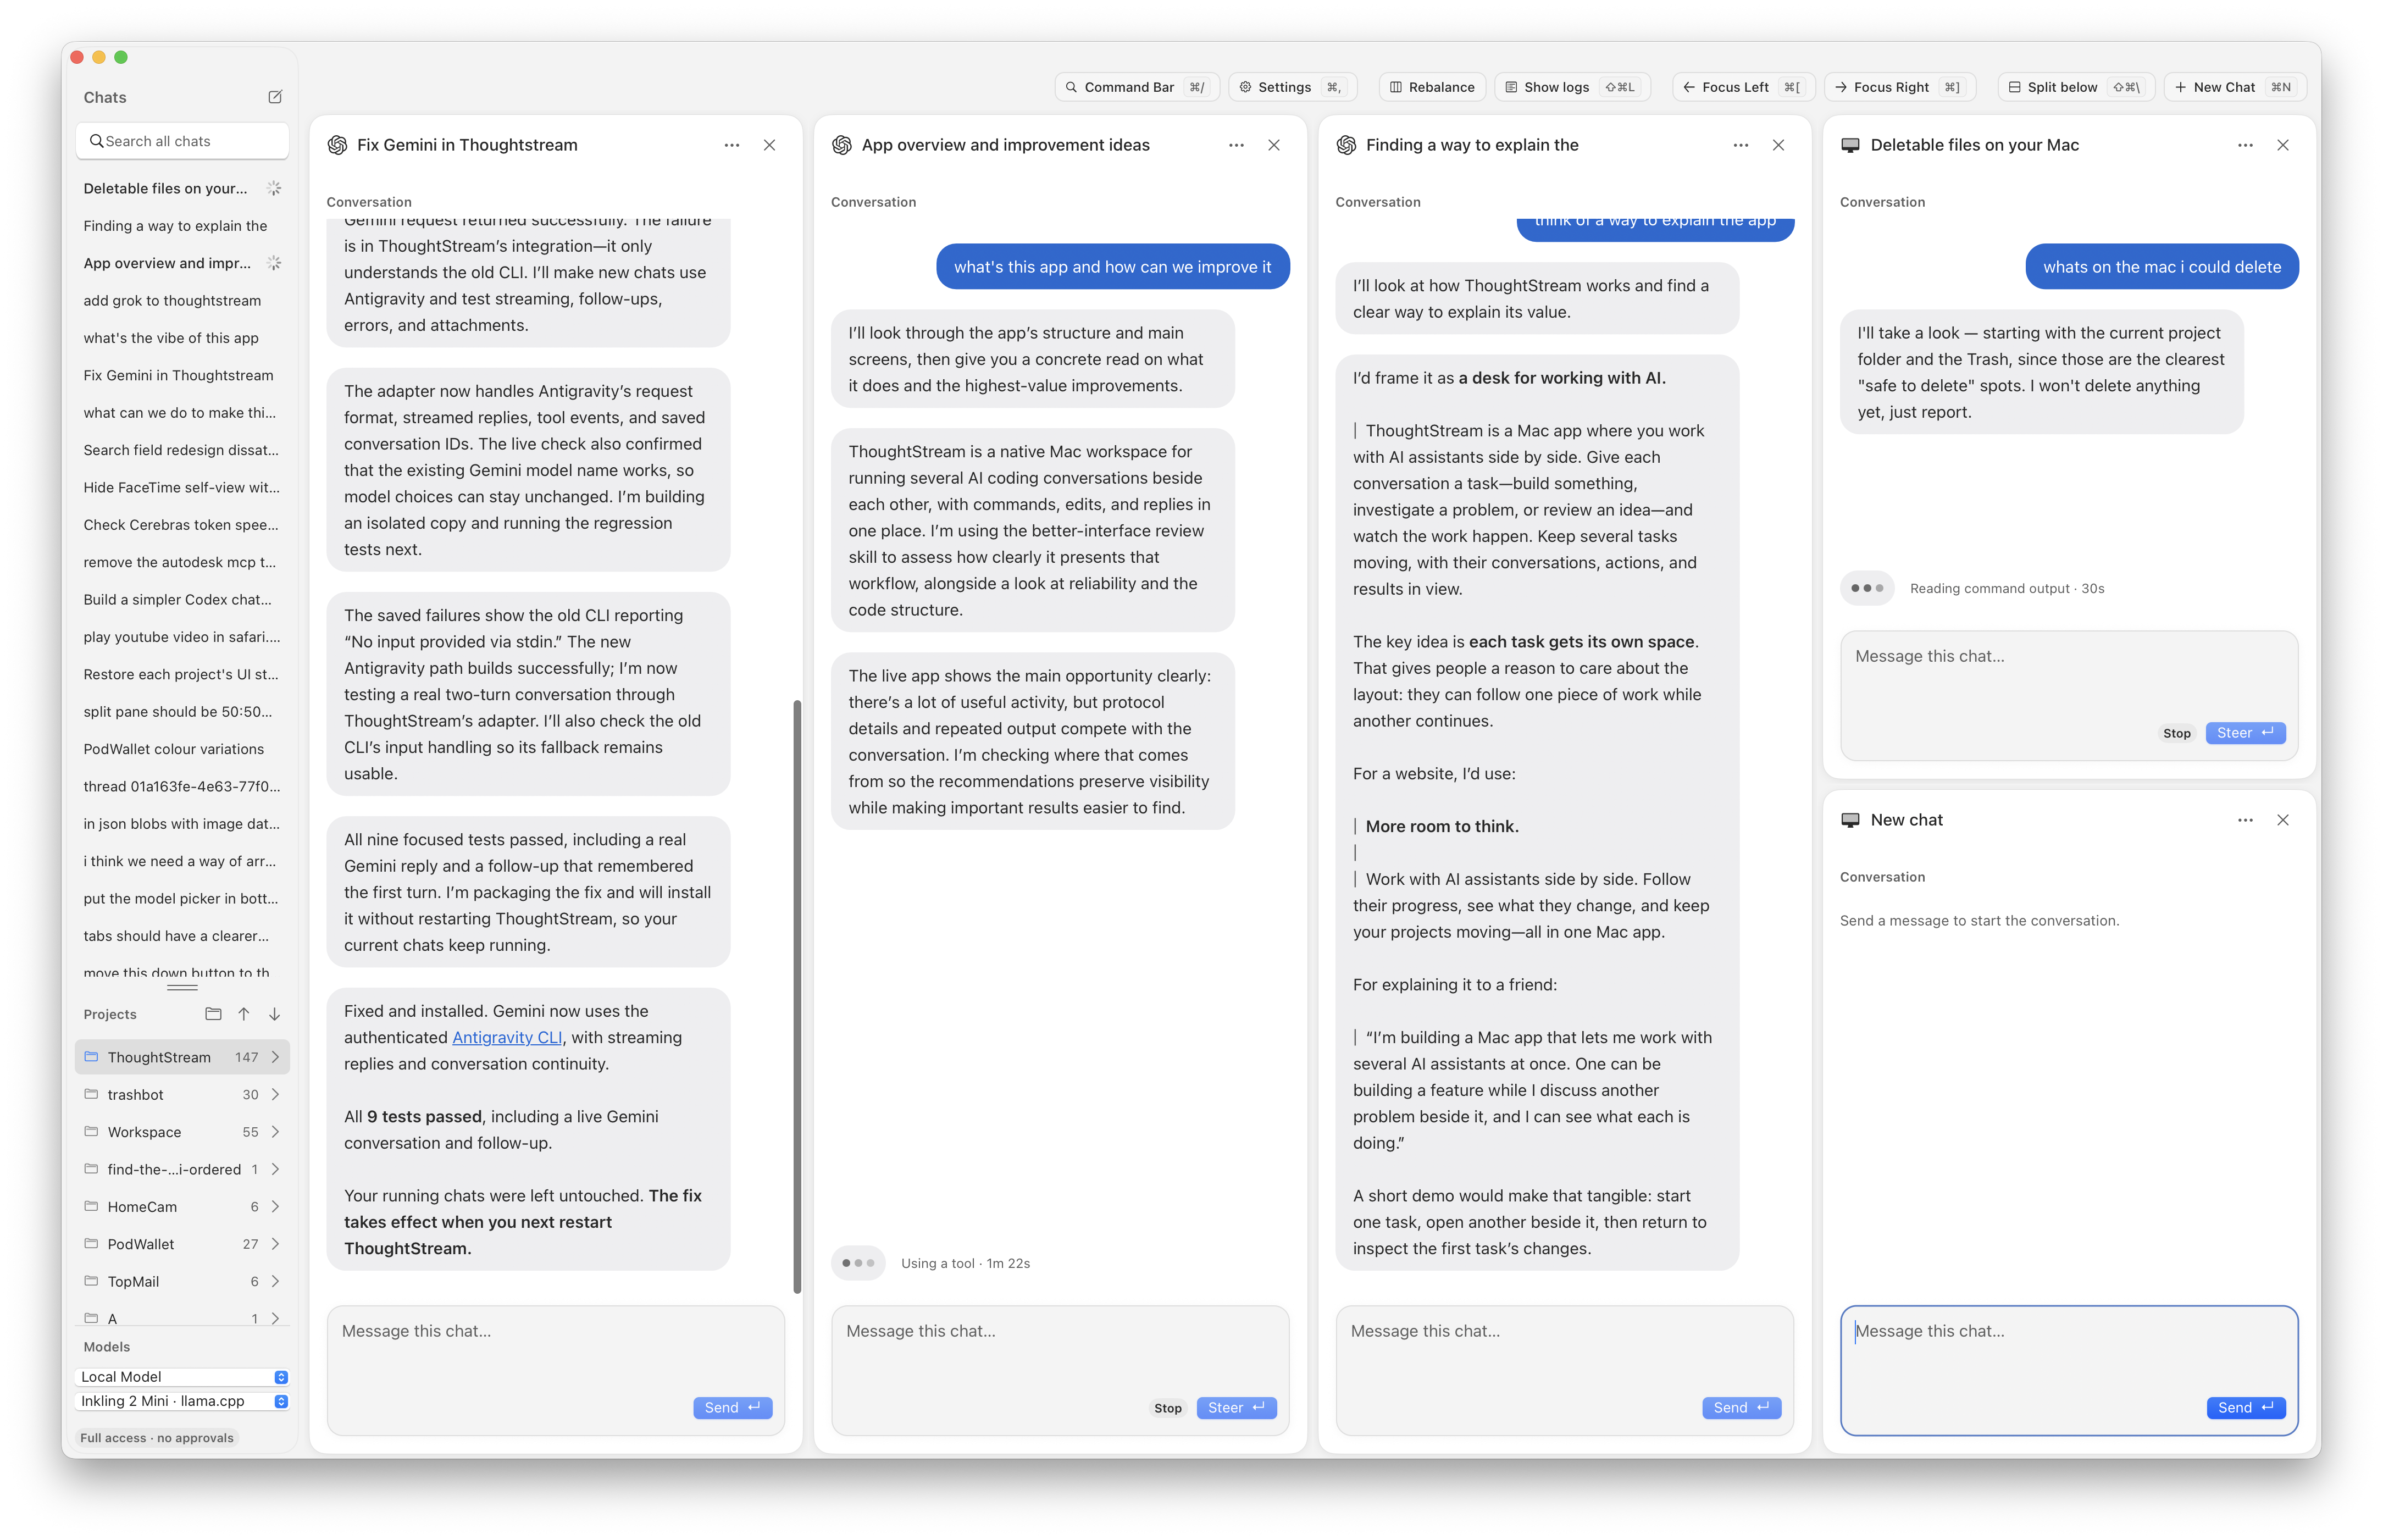 Chats
Search all chats
Deletable files on your...
Finding a way to explain the
App overview and impr...
add grok to thoughtstream
what's the vibe of this app
Fix Gemini in Thoughtstream
what can we do to make thi...
Search field redesign dissat...
Hide FaceTime self-view wit...
Check Cerebras token spee...
remove the autodesk mcp t...
Build a simpler Codex chat...
play youtube video in safari....
Restore each project's UI st...
split pane should be 50:50...
PodWallet colour variations
thread 01a163fe-4e63-77f0...
in json blobs with image dat...
i think we need a way of arr...
put the model picker in bott...
tabs should have a clearer...
move this down button to th
Projects
ThoughtStream 147
trashbot 30
Workspace 55
find-the-...i-ordered 1
HomeCam 6
PodWallet 27
TopMail 6
A 1
Models
Local Model
Inkling 2 Mini · llama.cpp
Full access · no approvals
Command Bar ⌘/ Settings ⌘, Rebalance Show logs ⇧⌘L Focus Left ⌘[ Focus Right ⌘] Split below ⇧⌘\ New Chat ⌘N
Fix Gemini in Thoughtstream
Conversation
Gemini request returned successfully. The failure
is in ThoughtStream’s integration—it only
understands the old CLI. I’ll make new chats use
Antigravity and test streaming, follow-ups,
errors, and attachments.
The adapter now handles Antigravity’s request
format, streamed replies, tool events, and saved
conversation IDs. The live check also confirmed
that the existing Gemini model name works, so
model choices can stay unchanged. I’m building
an isolated copy and running the regression
tests next.
The saved failures show the old CLI reporting
“No input provided via stdin.” The new
Antigravity path builds successfully; I’m now
testing a real two-turn conversation through
ThoughtStream’s adapter. I’ll also check the old
CLI’s input handling so its fallback remains
usable.
All nine focused tests passed, including a real
Gemini reply and a follow-up that remembered
the first turn. I’m packaging the fix and will install
it without restarting ThoughtStream, so your
current chats keep running.
Fixed and installed. Gemini now uses the
authenticated Antigravity CLI, with streaming
replies and conversation continuity.
All 9 tests passed, including a live Gemini
conversation and follow-up.
Your running chats were left untouched. The fix
takes effect when you next restart
ThoughtStream.
Message this chat...
Send
App overview and improvement ideas
Conversation
what's this app and how can we improve it
I’ll look through the app’s structure and main
screens, then give you a concrete read on what
it does and the highest-value improvements.
ThoughtStream is a native Mac workspace for
running several AI coding conversations beside
each other, with commands, edits, and replies in
one place. I’m using the better-interface review
skill to assess how clearly it presents that
workflow, alongside a look at reliability and the
code structure.
The live app shows the main opportunity clearly:
there’s a lot of useful activity, but protocol
details and repeated output compete with the
conversation. I’m checking where that comes
from so the recommendations preserve visibility
while making important results easier to find.
Using a tool · 1m 22s
Message this chat...
Stop Steer
Finding a way to explain the
Conversation
think of a way to explain the app
I’ll look at how ThoughtStream works and find a
clear way to explain its value.
I’d frame it as a desk for working with AI.
| ThoughtStream is a Mac app where you work
with AI assistants side by side. Give each
conversation a task—build something,
investigate a problem, or review an idea—and
watch the work happen. Keep several tasks
moving, with their conversations, actions, and
results in view.
The key idea is each task gets its own space.
That gives people a reason to care about the
layout: they can follow one piece of work while
another continues.
For a website, I’d use:
| More room to think.
|
| Work with AI assistants side by side. Follow
their progress, see what they change, and keep
your projects moving—all in one Mac app.
For explaining it to a friend:
| “I’m building a Mac app that lets me work with
several AI assistants at once. One can be
building a feature while I discuss another
problem beside it, and I can see what each is
doing.”
A short demo would make that tangible: start
one task, open another beside it, then return to
inspect the first task’s changes.
Message this chat...
Send
Deletable files on your Mac
Conversation
whats on the mac i could delete
I'll take a look — starting with the current project
folder and the Trash, since those are the clearest
"safe to delete" spots. I won't delete anything
yet, just report.
Reading command output · 30s
Message this chat...
Stop Steer
New chat
Conversation
Send a message to start the conversation.
Message this chat...
Send